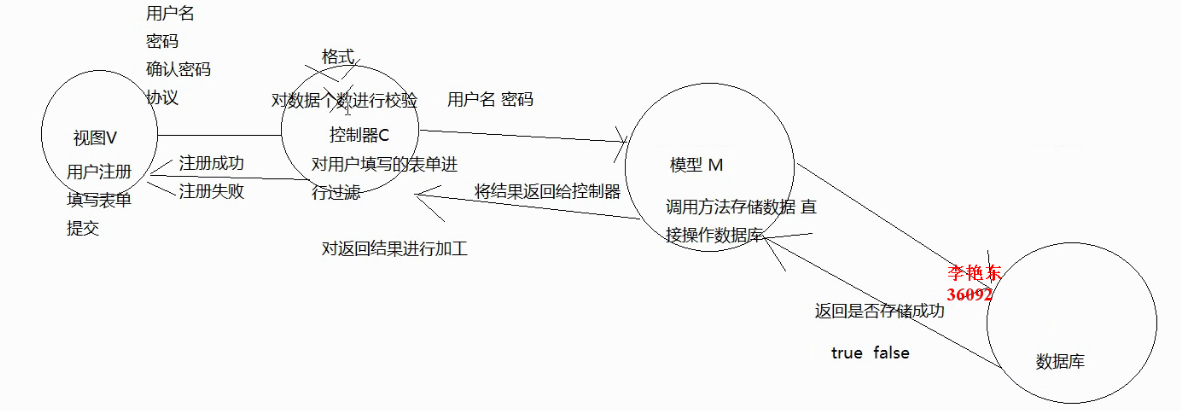 用户名
密码
确认密码
协议
视图V
用户注册
填写表单
提交
格式
对数据个数进行校验
控制器C
对用户填写的表单进
行过滤
注册成功
注册失败
对返回结果进行加工
用户名 密码
将结果返回给控制器
模型 M
调用方法存储数据 直
接操作数据库
李艳东
36092
返回是否存储成功
true false
数据库